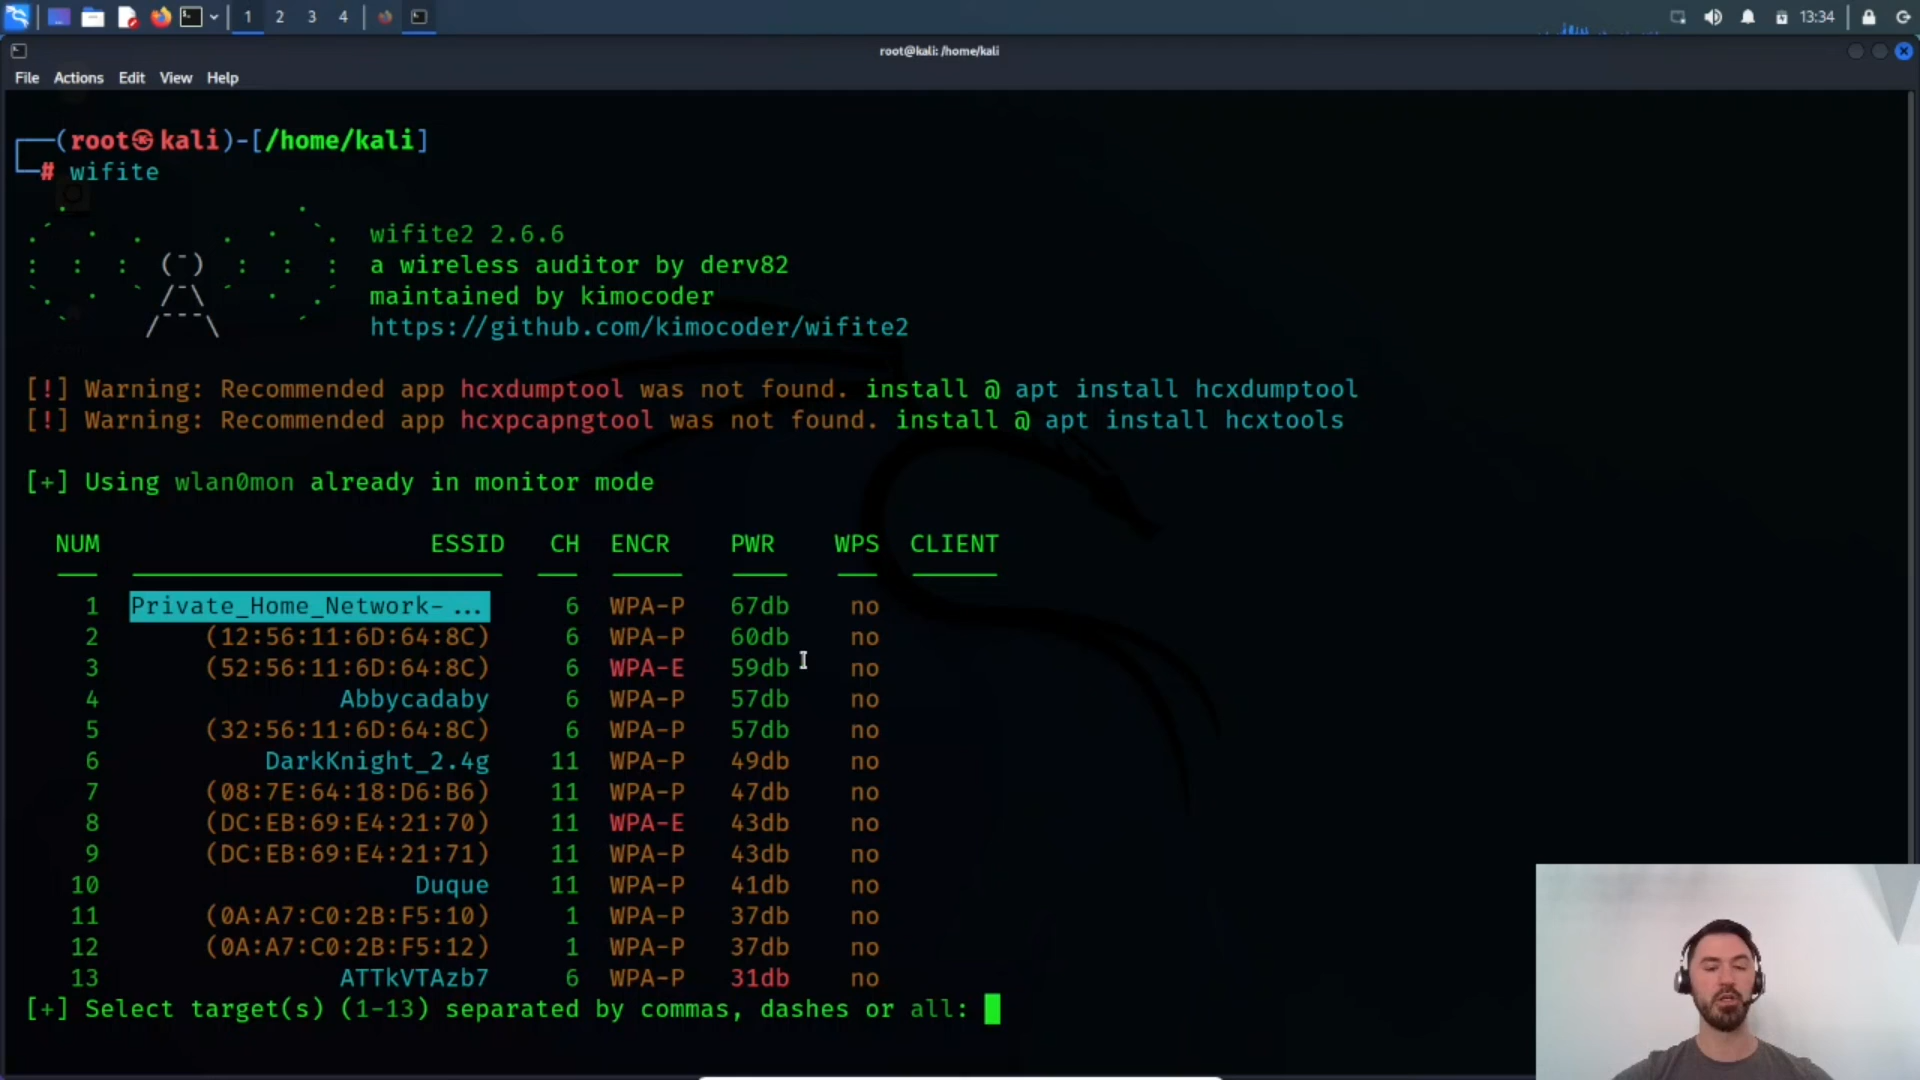 1 2 3 4 13:34
root@kali: /home/kali
File Actions Edit View Help
(root㉿kali)-[/home/kali]
# wifite
wifite2 2.6.6
a wireless auditor by derv82
maintained by kimocoder
https://github.com/kimocoder/wifite2
[!] Warning: Recommended app hcxdumptool was not found. install @ apt install hcxdumptool
[!] Warning: Recommended app hcxpcapngtool was not found. install @ apt install hcxtools
[+] Using wlan0mon already in monitor mode
NUM ESSID CH ENCR PWR WPS CLIENT
1 Private_Home_Network-... 6 WPA-P 67db no
2 (12:56:11:6D:64:8C) 6 WPA-P 60db no
3 (52:56:11:6D:64:8C) 6 WPA-E 59db no
4 Abbycadaby 6 WPA-P 57db no
5 (32:56:11:6D:64:8C) 6 WPA-P 57db no
6 DarkKnight_2.4g 11 WPA-P 49db no
7 (08:7E:64:18:D6:B6) 11 WPA-P 47db no
8 (DC:EB:69:E4:21:70) 11 WPA-E 43db no
9 (DC:EB:69:E4:21:71) 11 WPA-P 43db no
10 Duque 11 WPA-P 41db no
11 (0A:A7:C0:2B:F5:10) 1 WPA-P 37db no
12 (0A:A7:C0:2B:F5:12) 1 WPA-P 37db no
13 ATTkVTAzb7 6 WPA-P 31db no
[+] Select target(s) (1-13) separated by commas, dashes or all: